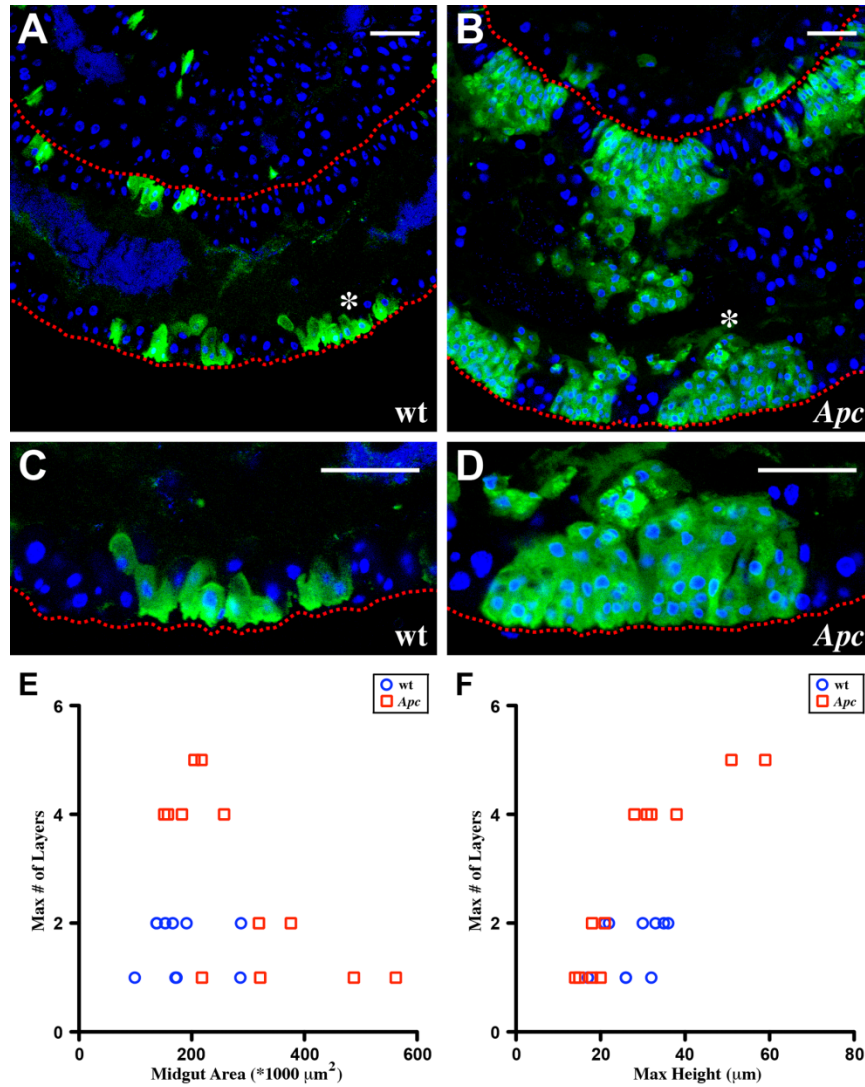 A
B
*
*
wt
Apc
C
D
wt
Apc
E
F
wt
Apc
wt
Apc
6
4
2
0
Max # of Layers
0 200 400 600
Midgut Area (*1000 µm²)
6
4
2
0
Max # of Layers
0 20 40 60 80
Max Height (µm)